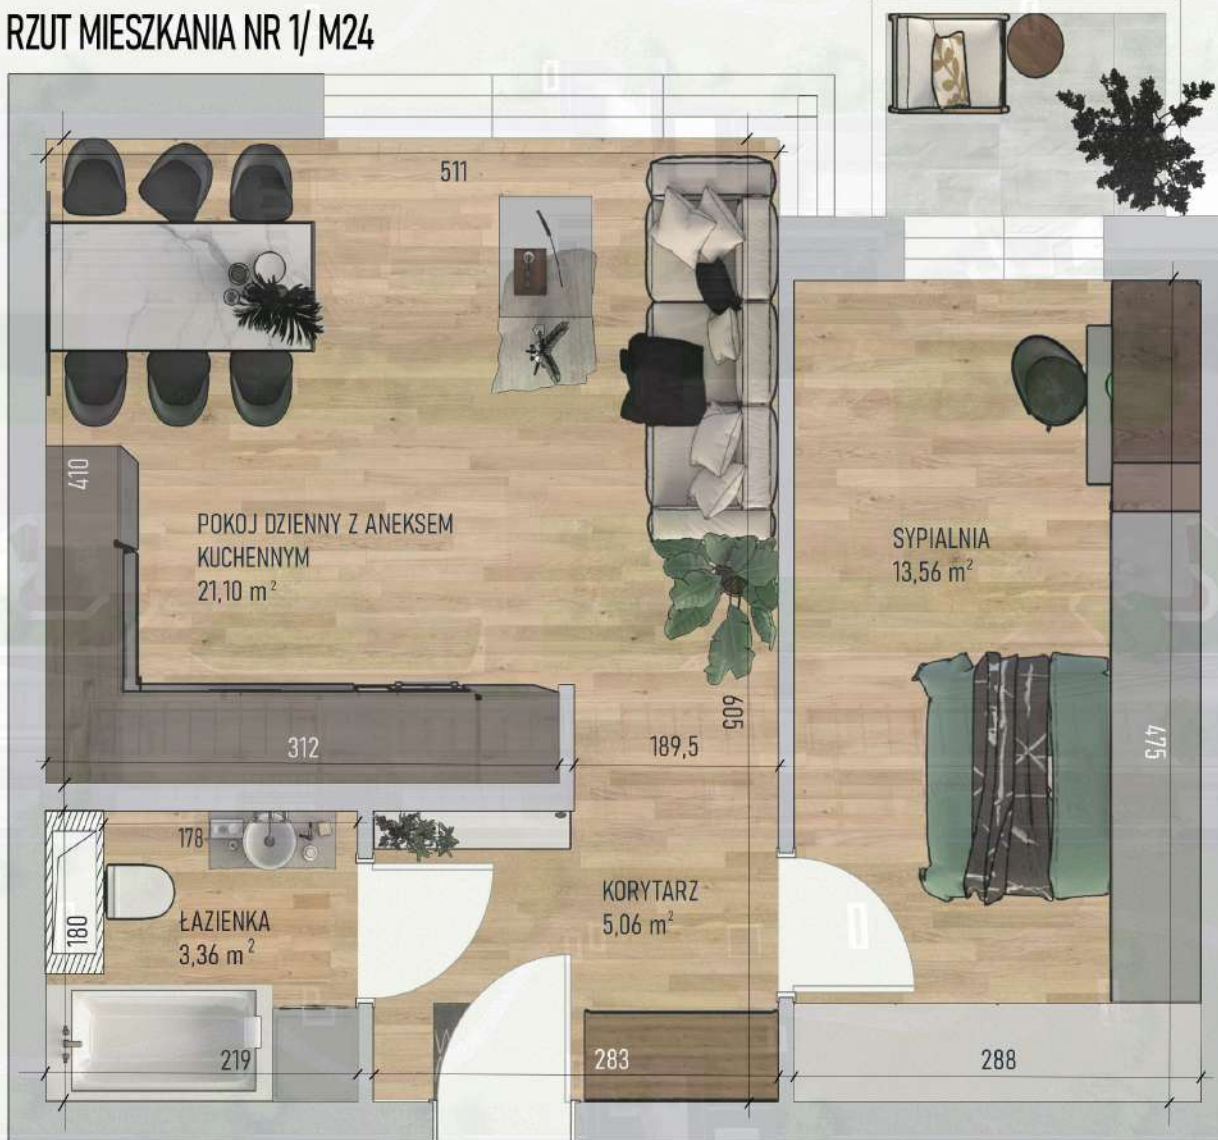 RZUT MIESZKANIA NR 1/ M24
511
410
POKOJ DZIENNY Z ANEKSEM
KUCHENNYM
21,10 m²
SYPIALNIA
13,56 m²
605
312
189,5
475
178
180
ŁAZIENKA
3,36 m²
KORYTARZ
5,06 m²
219
283
288